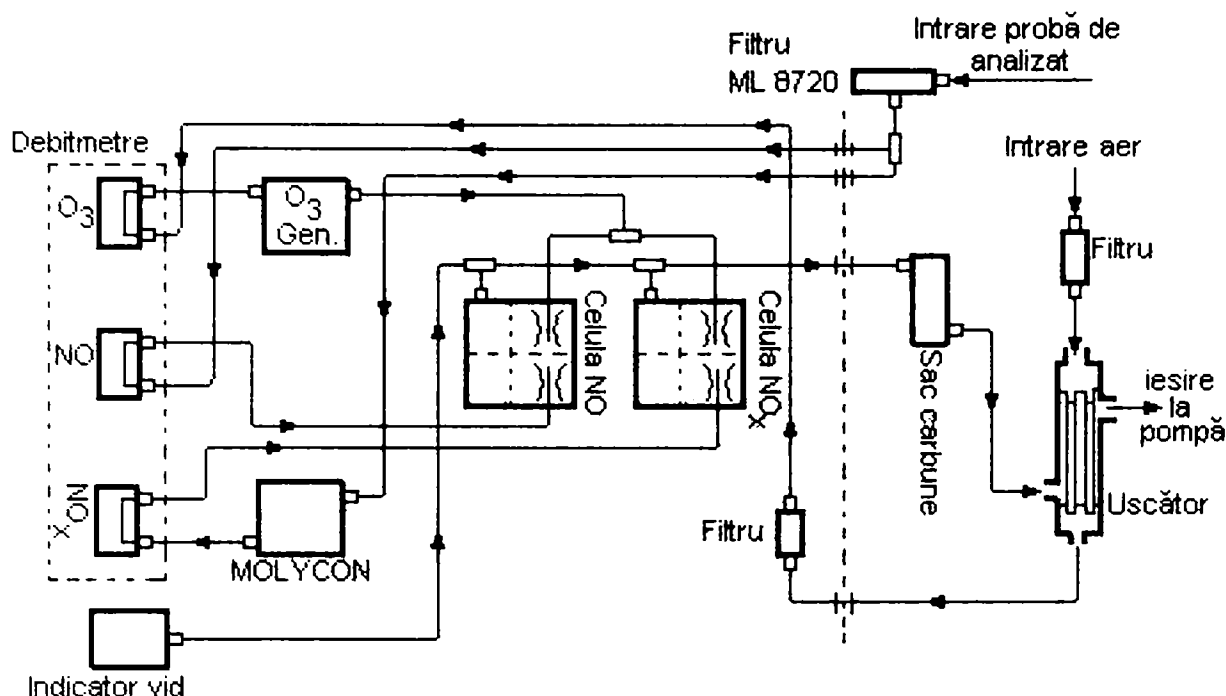 Filtru
ML 8720
Intrare probă de
analizat
Debitmetre
Intrare aer
O3
O3
Gen.
Filtru
NO
Celula NO
Celula NOx
Sac carbune
iesire
la
pompă
NOx
MOLYCON
Filtru
Uscător
Indicator vid